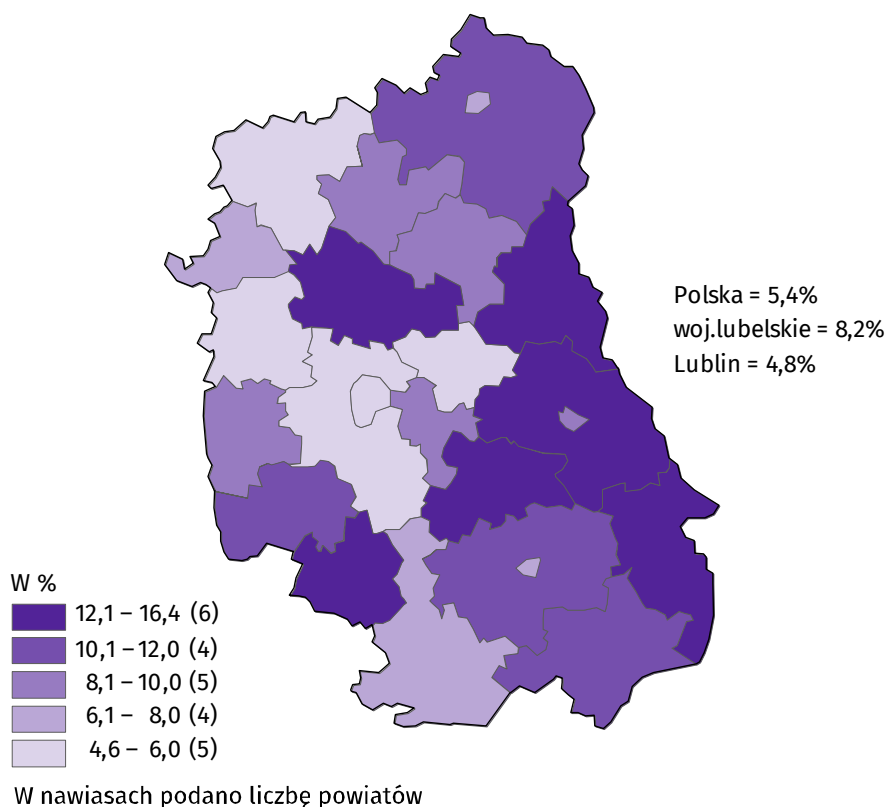 Polska = 5,4%
woj.lubelskie = 8,2%
Lublin = 4,8%
W %
12,1 – 16,4 (6)
10,1 – 12,0 (4)
8,1 – 10,0 (5)
6,1 – 8,0 (4)
4,6 – 6,0 (5)
W nawiasach podano liczbę powiatów